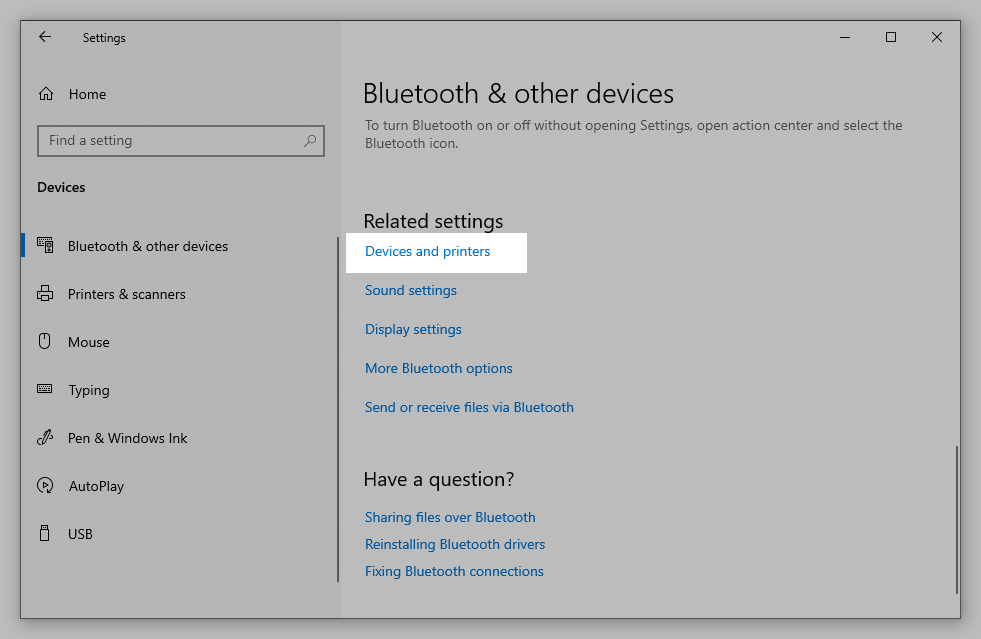 Settings
Home
Find a setting
Devices
Bluetooth & other devices
Printers & scanners
Mouse
Typing
Pen & Windows Ink
AutoPlay
USB
Bluetooth & other devices
To turn Bluetooth on or off without opening Settings, open action center and select the
Bluetooth icon.
Related settings
Devices and printers
Sound settings
Display settings
More Bluetooth options
Send or receive files via Bluetooth
Have a question?
Sharing files over Bluetooth
Reinstalling Bluetooth drivers
Fixing Bluetooth connections